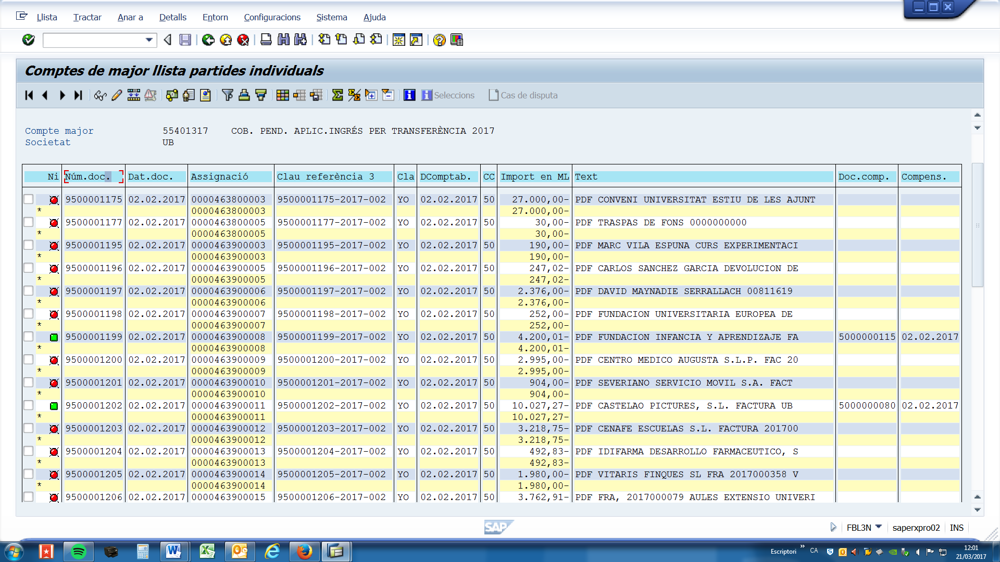 Llista Tractar Anar a Detalls Entorn Configuracions Sistema Ajuda
Comptes de major llista partides individuals
Seleccions Cas de disputa
Compte major 55401317 COB. PEND. APLIC.INGRÉS PER TRANSFERÈNCIA 2017
Societat UB
Ni Núm.doc. Dat.doc. Assignació Clau referència 3 Cla DComptab. CC Import en ML Text Doc.comp. Compens.
9500001175 02.02.2017 0000463800003 9500001175-2017-002 YO 02.02.2017 50 27.000,00- PDF CONVENI UNIVERSITAT ESTIU DE LES AJUNT
* 0000463800003 27.000,00-
9500001177 02.02.2017 0000463800005 9500001177-2017-002 YO 02.02.2017 50 30,00- PDF TRASPAS DE FONS 0000000000
* 0000463800005 30,00-
9500001195 02.02.2017 0000463900003 9500001195-2017-002 YO 02.02.2017 50 190,00- PDF MARC VILA ESPUNA CURS EXPERIMENTACI
* 0000463900003 190,00-
9500001196 02.02.2017 0000463900005 9500001196-2017-002 YO 02.02.2017 50 247,02- PDF CARLOS SANCHEZ GARCIA DEVOLUCION DE
* 0000463900005 247,02-
9500001197 02.02.2017 0000463900006 9500001197-2017-002 YO 02.02.2017 50 2.376,00- PDF DAVID MAYNADIE SERRALLACH 00811619
* 0000463900006 2.376,00-
9500001198 02.02.2017 0000463900007 9500001198-2017-002 YO 02.02.2017 50 252,00- PDF FUNDACION UNIVERSITARIA EUROPEA DE
* 0000463900007 252,00-
9500001199 02.02.2017 0000463900008 9500001199-2017-002 YO 02.02.2017 50 4.200,01- PDF FUNDACION INFANCIA Y APRENDIZAJE FA 5000000115 02.02.2017
* 0000463900008 4.200,01-
9500001200 02.02.2017 0000463900009 9500001200-2017-002 YO 02.02.2017 50 2.995,00- PDF CENTRO MEDICO AUGUSTA S.L.P. FAC 20
* 0000463900009 2.995,00-
9500001201 02.02.2017 0000463900010 9500001201-2017-002 YO 02.02.2017 50 904,00- PDF SEVERIANO SERVICIO MOVIL S.A. FACT
* 0000463900010 904,00-
9500001202 02.02.2017 0000463900011 9500001202-2017-002 YO 02.02.2017 50 10.027,27- PDF CASTELAO PICTURES, S.L. FACTURA UB 5000000080 02.02.2017
* 0000463900011 10.027,27-
9500001203 02.02.2017 0000463900012 9500001203-2017-002 YO 02.02.2017 50 3.218,75- PDF CENAFE ESCUELAS S.L. FACTURA 201700
* 0000463900012 3.218,75-
9500001204 02.02.2017 0000463900013 9500001204-2017-002 YO 02.02.2017 50 492,83- PDF IDIFARMA DESARROLLO FARMACEUTICO, S
* 0000463900013 492,83-
9500001205 02.02.2017 0000463900014 9500001205-2017-002 YO 02.02.2017 50 1.980,00- PDF VITARIS FINQUES SL FRA 2017000358 V
* 0000463900014 1.980,00-
9500001206 02.02.2017 0000463900015 9500001206-2017-002 YO 02.02.2017 50 3.762,91- PDF FRA, 2017000079 AULES EXTENSIO UNIVERI
SAP FBL3N saperxpro02 INS
Escriptori » CA 12:01
21/03/2017